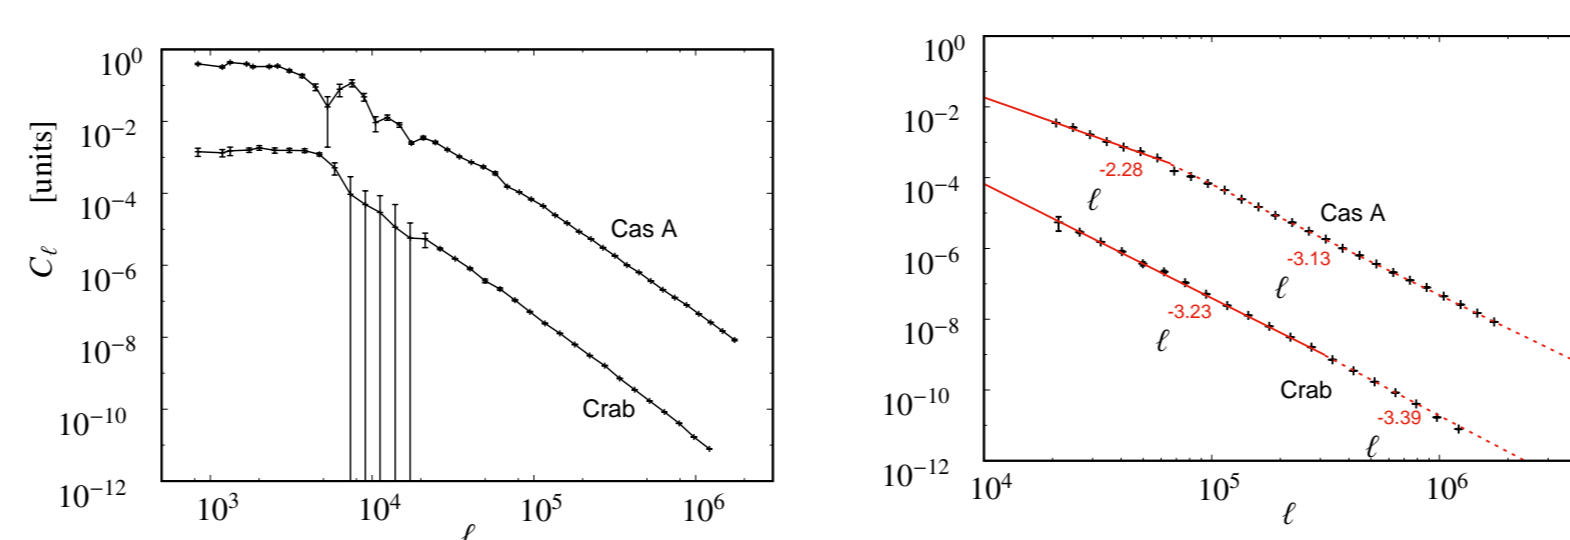 C_ℓ [units]
10^0
10^−2
10^−4
10^−6
10^−8
10^−10
10^−12
Cas A
Crab
10^3 10^4 10^5 10^6
ℓ
10^0
10^−2
10^−4
10^−6
10^−8
10^−10
10^−12
ℓ^-2.28
Cas A
ℓ^-3.13
ℓ^-3.23
Crab
ℓ^-3.39
10^4 10^5 10^6
ℓ